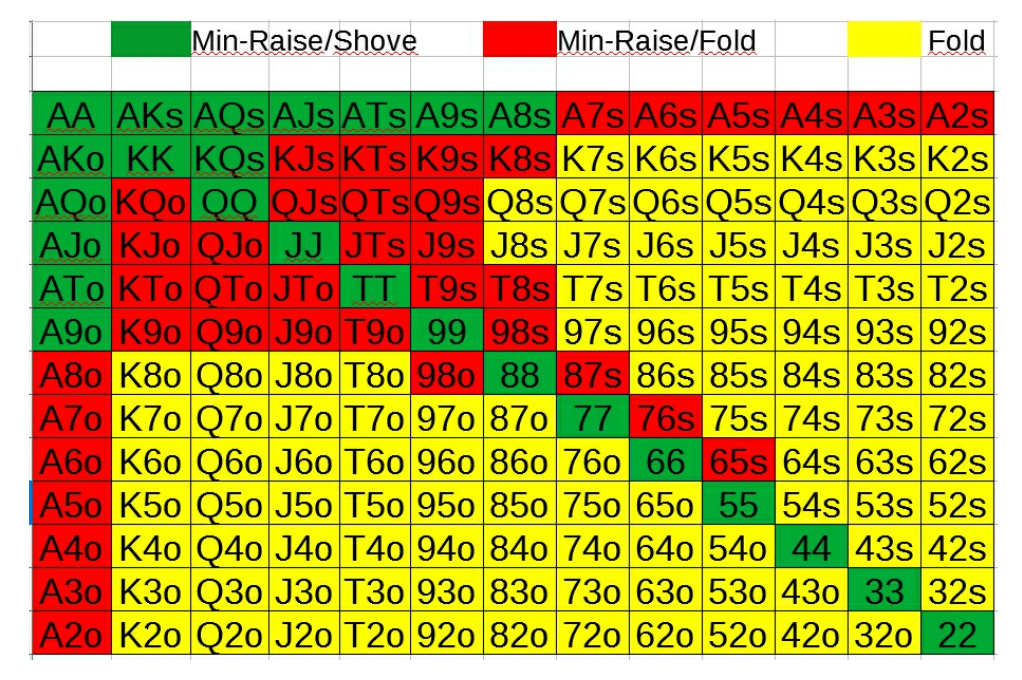 Min-Raise/Shove Min-Raise/Fold Fold
AA AKs AQs AJs ATs A9s A8s A7s A6s A5s A4s A3s A2s
AKo KK KQs KJs KTs K9s K8s K7s K6s K5s K4s K3s K2s
AQo KQo QQ QJs QTs Q9s Q8s Q7s Q6s Q5s Q4s Q3s Q2s
AJo KJo QJo JJ JTs J9s J8s J7s J6s J5s J4s J3s J2s
ATo KTo QTo JTo TT T9s T8s T7s T6s T5s T4s T3s T2s
A9o K9o Q9o J9o T9o 99 98s 97s 96s 95s 94s 93s 92s
A8o K8o Q8o J8o T8o 98o 88 87s 86s 85s 84s 83s 82s
A7o K7o Q7o J7o T7o 97o 87o 77 76s 75s 74s 73s 72s
A6o K6o Q6o J6o T6o 96o 86o 76o 66 65s 64s 63s 62s
A5o K5o Q5o J5o T5o 95o 85o 75o 65o 55 54s 53s 52s
A4o K4o Q4o J4o T4o 94o 84o 74o 64o 54o 44 43s 42s
A3o K3o Q3o J3o T3o 93o 83o 73o 63o 53o 43o 33 32s
A2o K2o Q2o J2o T2o 92o 82o 72o 62o 52o 42o 32o 22